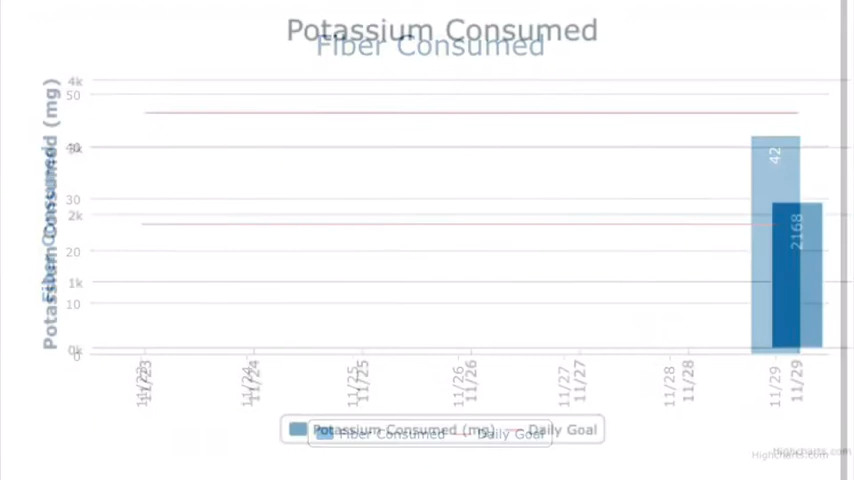 Potassium Consumed
Fiber Consumed
4k
50
40
3k
30
2k
20
1k
10
0k
0
Potassium Consumed (mg)
Fiber Consumed
42
2168
11/23 11/24 11/25 11/26 11/27 11/28 11/29
11/23 11/24 11/25 11/26 11/27 11/28 11/29
Potassium Consumed (mg) Daily Goal
Fiber Consumed Daily Goal
Highcharts.com
Highcharts.com